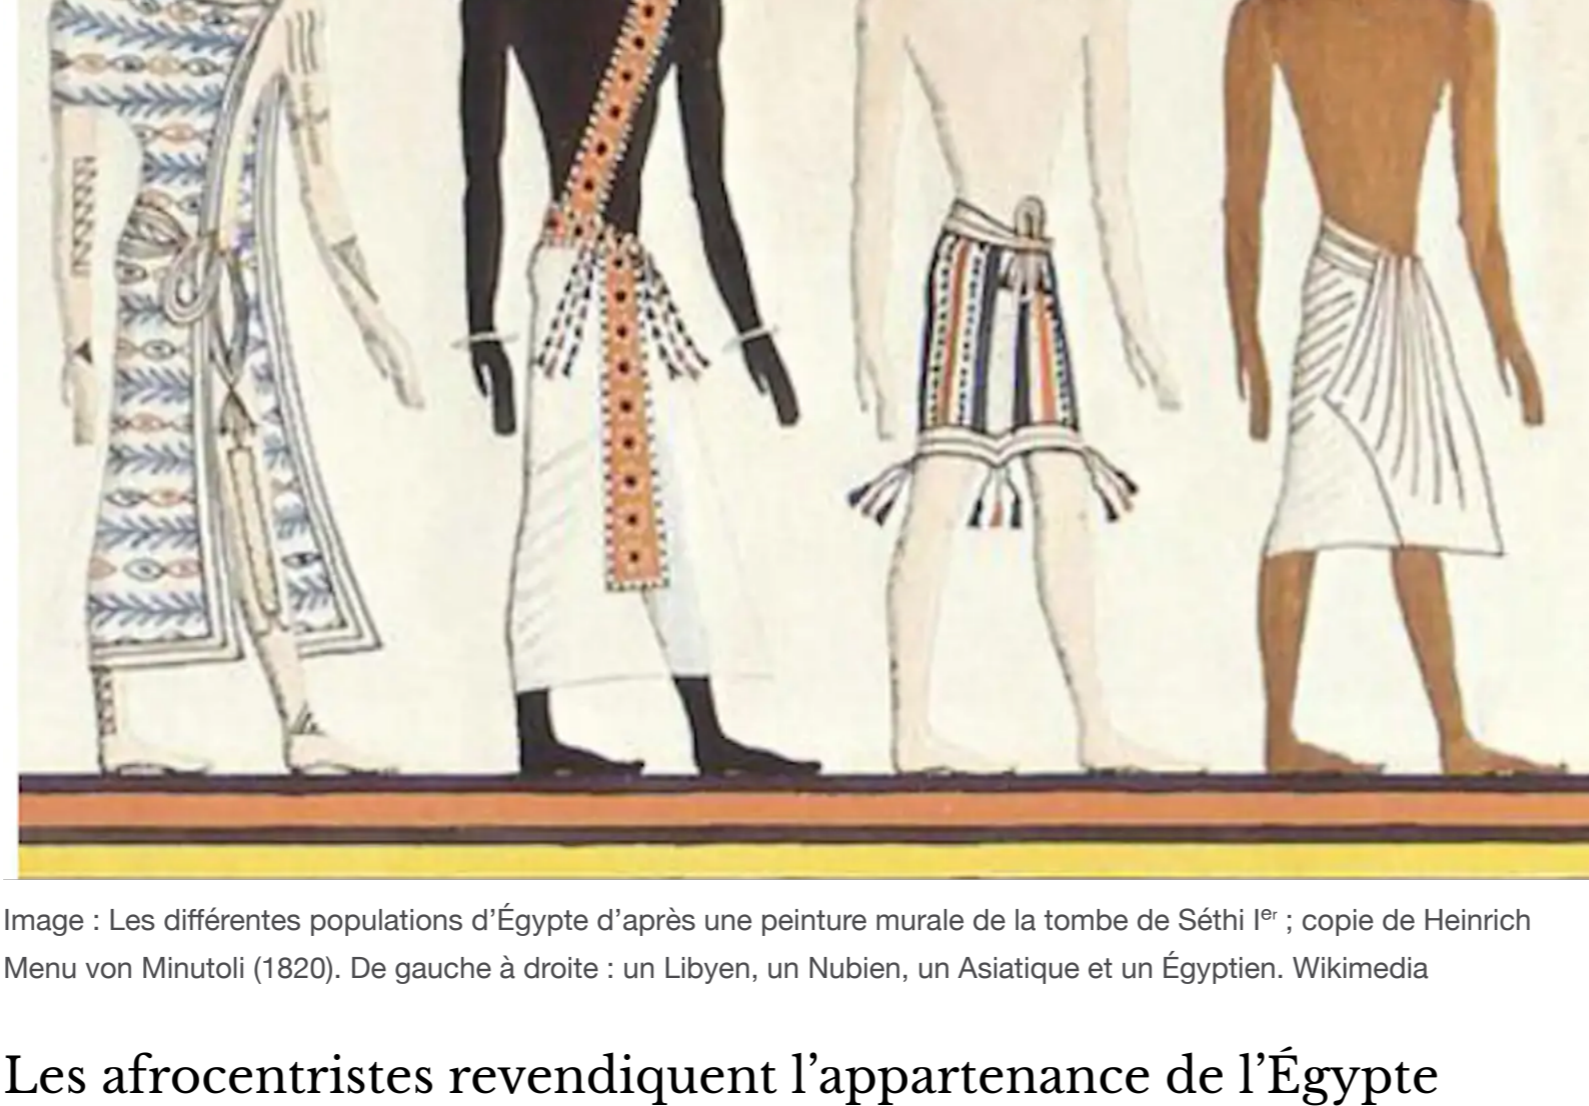 Image : Les différentes populations d’Égypte d’après une peinture murale de la tombe de Séthi Iᵉʳ ; copie de Heinrich
Menu von Minutoli (1820). De gauche à droite : un Libyen, un Nubien, un Asiatique et un Égyptien. Wikimedia
Les afrocentristes revendiquent l’appartenance de l’Égypte